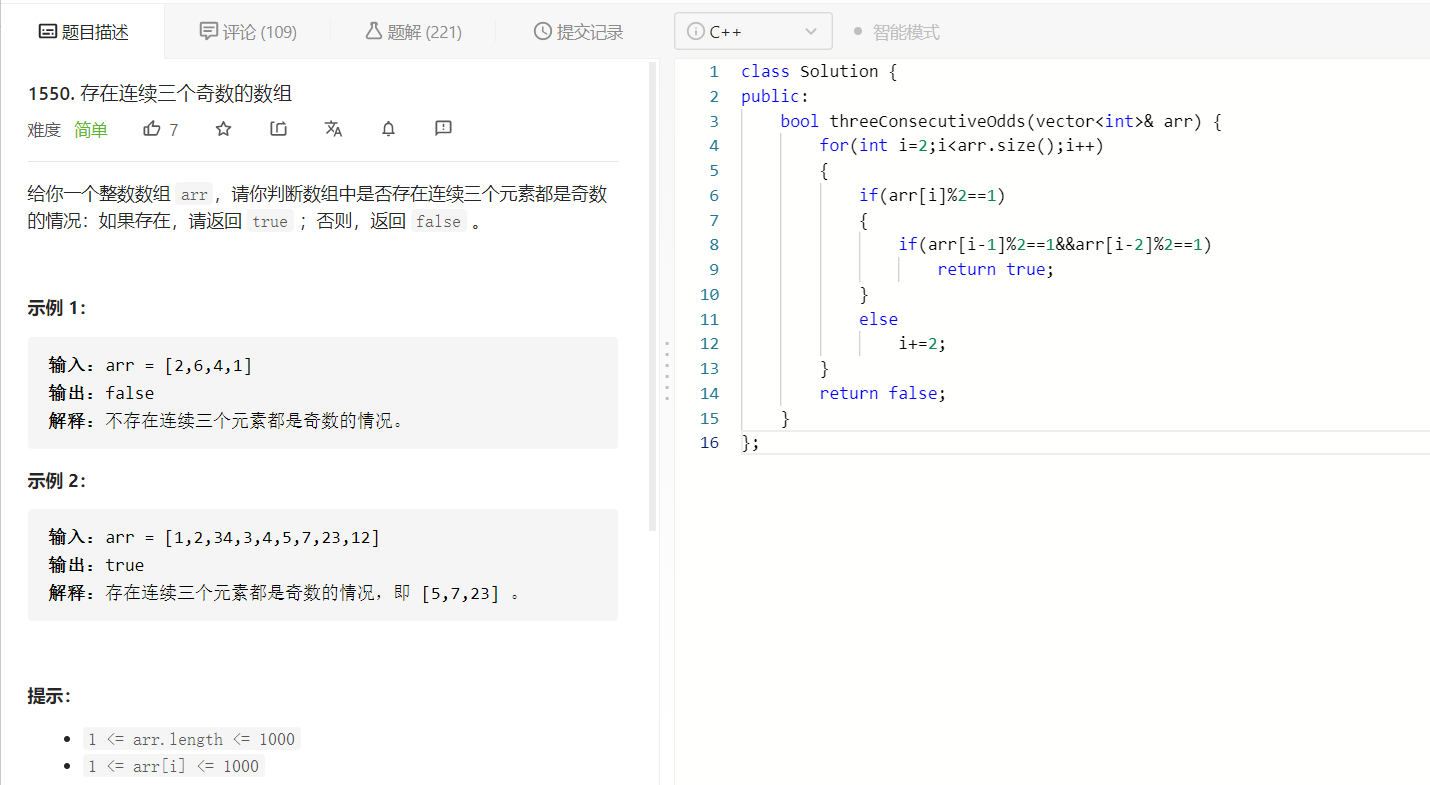 题目描述
评论 (109)
题解 (221)
提交记录
C++
智能模式
1550. 存在连续三个奇数的数组
难度 简单 7
给你一个整数数组 arr，请你判断数组中是否存在连续三个元素都是奇数
的情况：如果存在，请返回 true ；否则，返回 false 。
示例 1：
输入：arr = [2,6,4,1]
输出：false
解释：不存在连续三个元素都是奇数的情况。
示例 2：
输入：arr = [1,2,34,3,4,5,7,23,12]
输出：true
解释：存在连续三个元素都是奇数的情况，即 [5,7,23] 。
提示：
1 <= arr.length <= 1000
1 <= arr[i] <= 1000
1 class Solution {
2 public:
3     bool threeConsecutiveOdds(vector<int>& arr) {
4         for(int i=2;i<arr.size();i++)
5         {
6             if(arr[i]%2==1)
7             {
8                 if(arr[i-1]%2==1&&arr[i-2]%2==1)
9                     return true;
10             }
11             else
12                 i+=2;
13         }
14         return false;
15     }
16 };